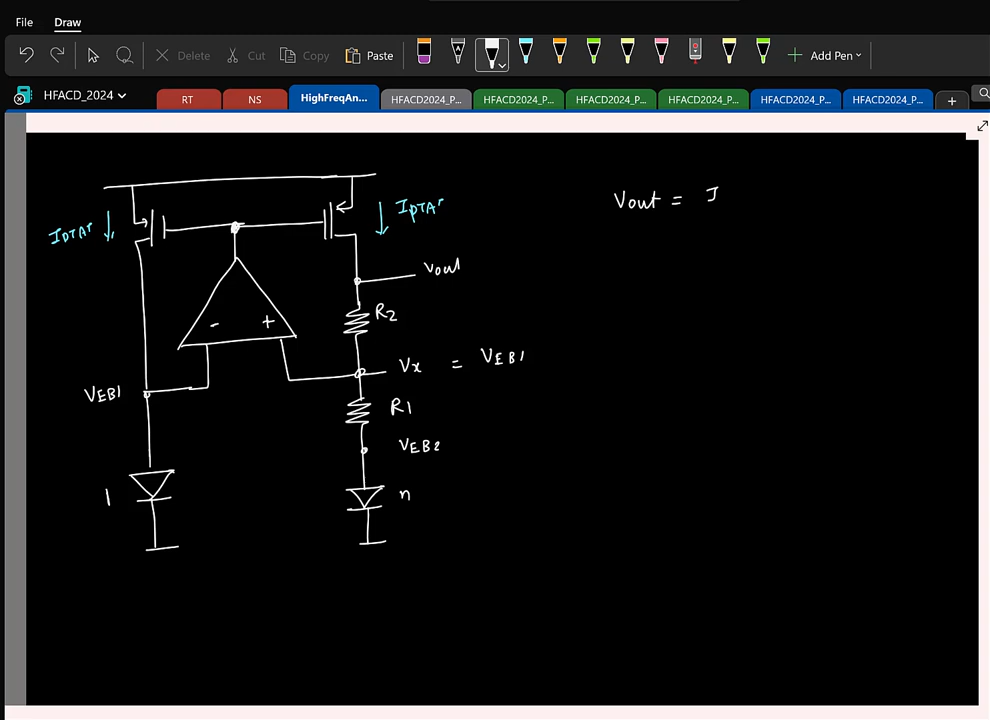 File Draw
Delete Cut Copy Paste Add Pen
HFACD_2024 RT NS HighFreqAn... HFACD2024_P... HFACD2024_P... HFACD2024_P... HFACD2024_P... HFACD2024_P... HFACD2024_P...
Vout = I
IPTAT IPTAT
Vout
- + R2
Vx = VEB1
VEB1 R1
VEB2
1 n